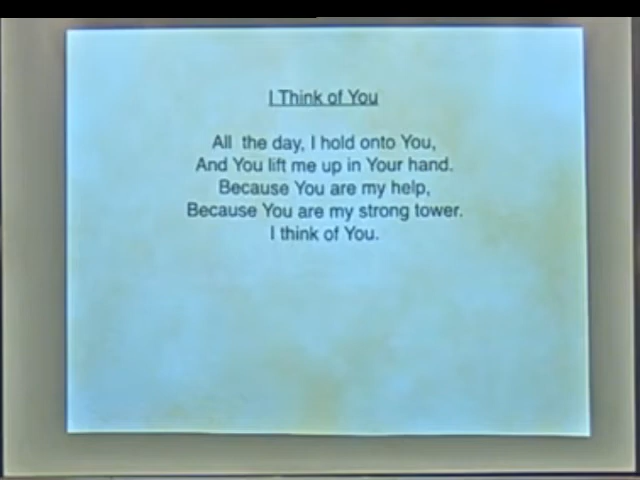 I Think of You
All the day, I hold onto You,
And You lift me up in Your hand.
Because You are my help,
Because You are my strong tower.
I think of You.